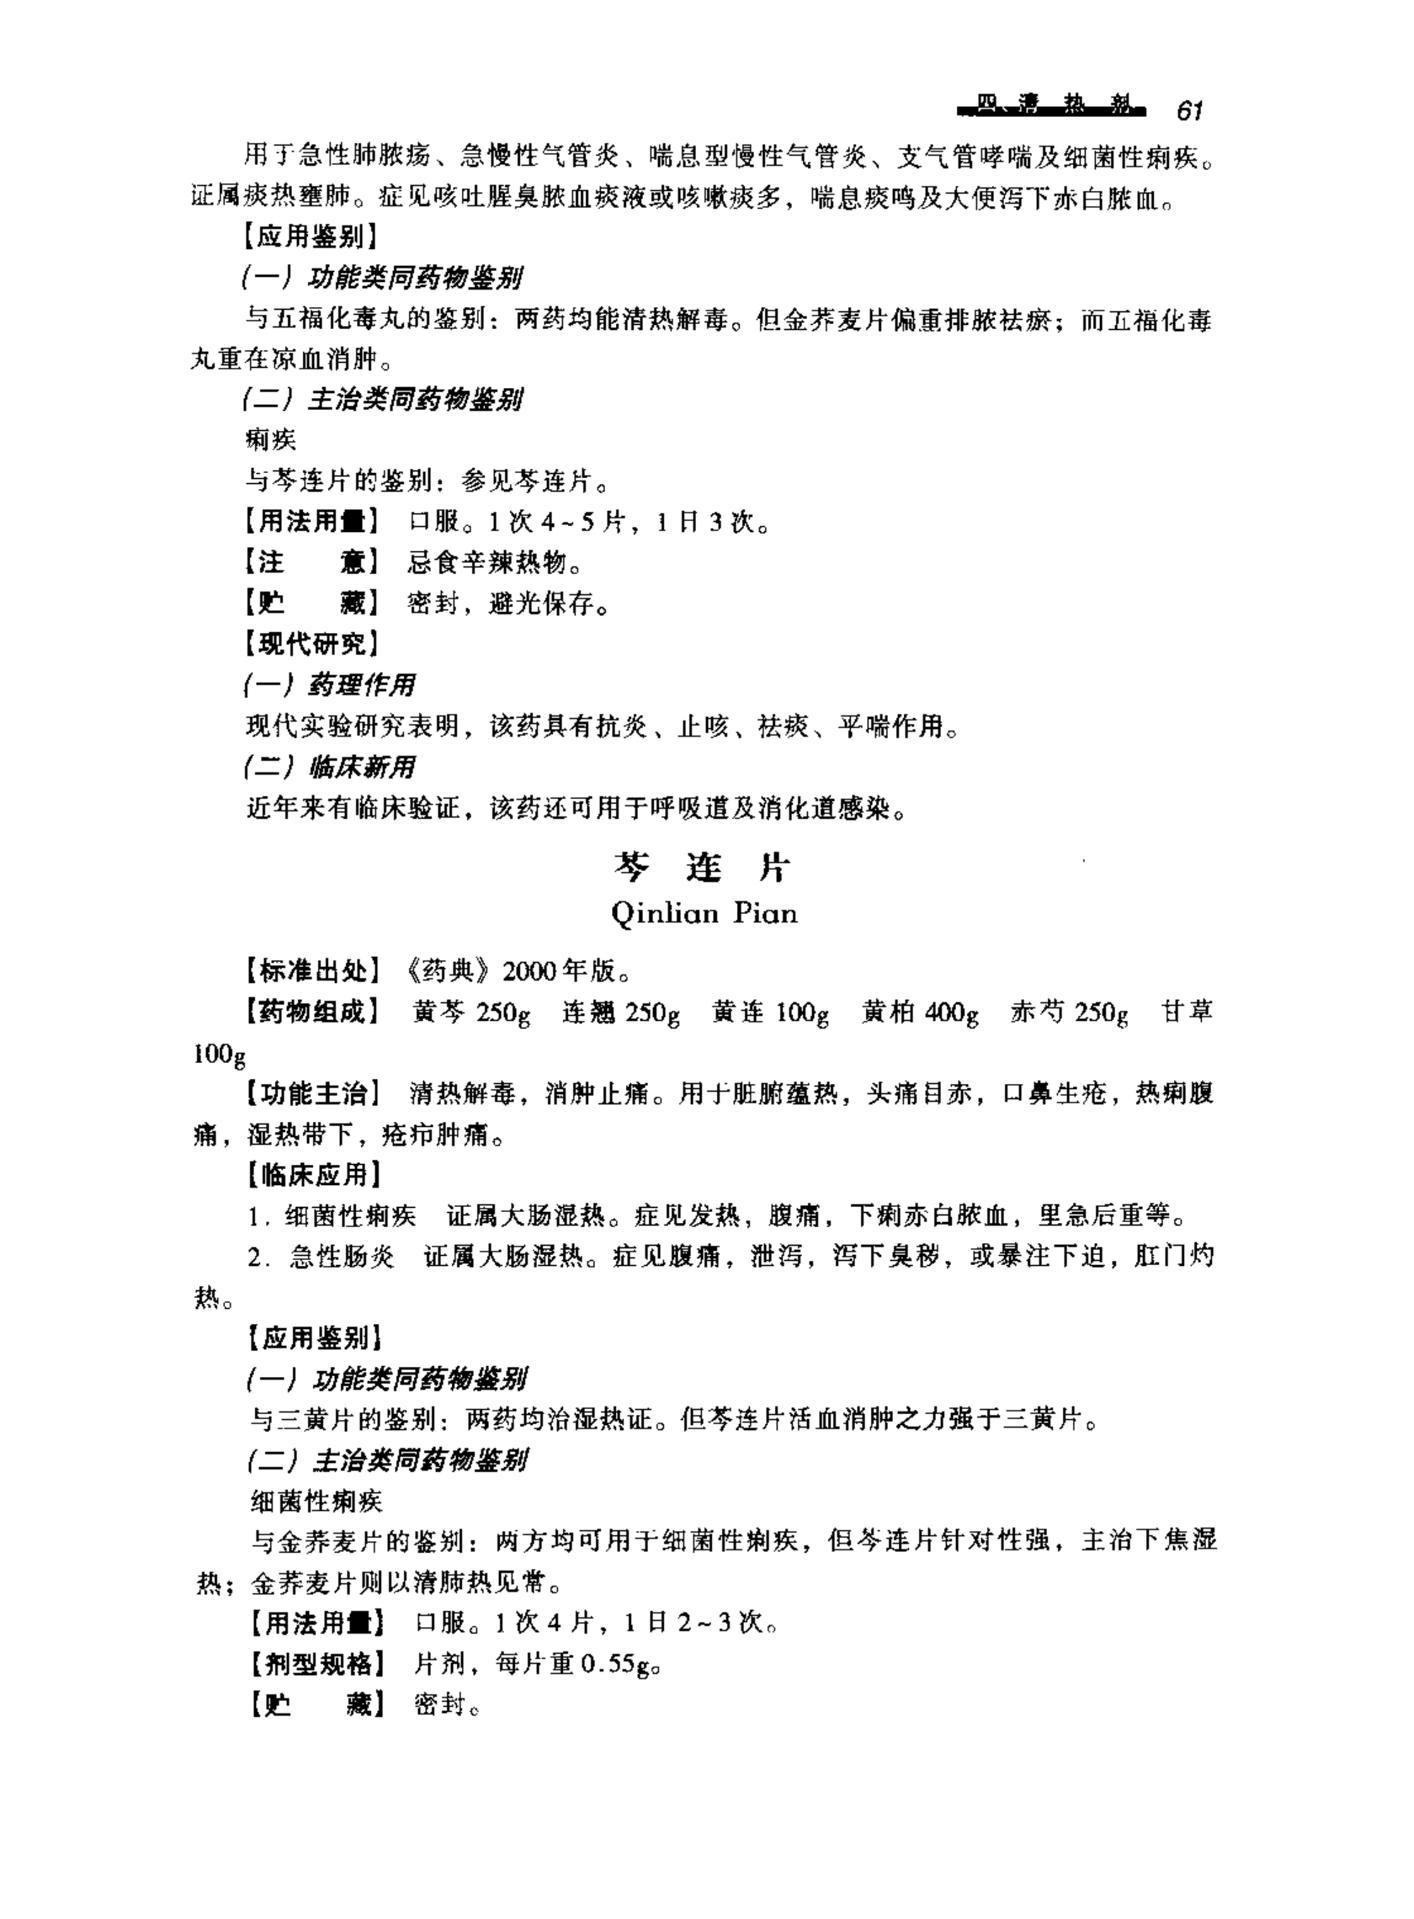 四、清 热 剂 61
用于急性肺脓疡、急慢性气管炎、喘息型慢性气管炎、支气管哮喘及细菌性痢疾。
证属痰热壅肺。症见咳吐腥臭脓血痰液或咳嗽痰多，喘息痰鸣及大便泻下赤白脓血。
【应用鉴别】
（一）功能类同药物鉴别
与五福化毒丸的鉴别：两药均能清热解毒。但金荞麦片偏重排脓祛瘀；而五福化毒
丸重在凉血消肿。
（二）主治类同药物鉴别
痢疾
与芩连片的鉴别：参见芩连片。
【用法用量】 口服。1次4~5片，1日3次。
【注　　意】 忌食辛辣热物。
【贮　　藏】 密封，避光保存。
【现代研究】
（一）药理作用
现代实验研究表明，该药具有抗炎、止咳、祛痰、平喘作用。
（二）临床新用
近年来有临床验证，该药还可用于呼吸道及消化道感染。
芩 连 片
Qinlian Pian
【标准出处】《药典》2000年版。
【药物组成】 黄芩 250g　连翘 250g　黄连 100g　黄柏 400g　赤芍 250g　甘草
100g
【功能主治】 清热解毒，消肿止痛。用于脏腑蕴热，头痛目赤，口鼻生疮，热痢腹
痛，湿热带下，疮疖肿痛。
【临床应用】
1. 细菌性痢疾　证属大肠湿热。症见发热，腹痛，下痢赤白脓血，里急后重等。
2. 急性肠炎　证属大肠湿热。症见腹痛，泄泻，泻下臭秽，或暴注下迫，肛门灼
热。
【应用鉴别】
（一）功能类同药物鉴别
与三黄片的鉴别：两药均治湿热证。但芩连片活血消肿之力强于三黄片。
（二）主治类同药物鉴别
细菌性痢疾
与金荞麦片的鉴别：两方均可用于细菌性痢疾，但芩连片针对性强，主治下焦湿
热；金荞麦片则以清肺热见常。
【用法用量】 口服。1次4片，1日2~3次。
【剂型规格】 片剂，每片重0.55g。
【贮　　藏】 密封。